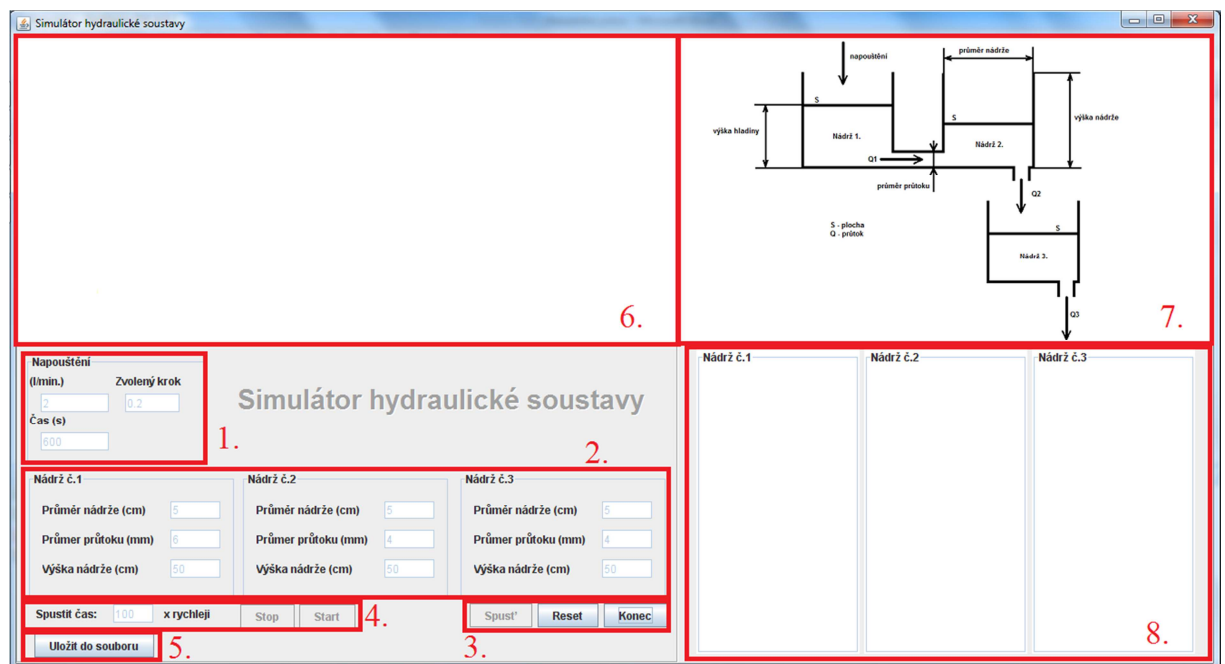 Simulátor hydraulické soustavy
6.
napouštění
průměr nádrže
S
výška hladiny
Nádrž 1.
S
výška nádrže
Nádrž 2.
Q1
průměr průtoku
Q2
S - plocha
Q - průtok
S
Nádrž 3.
Q3
7.
Napouštění
(l/min.) Zvolený krok
2 0.2
Čas (s)
600
1.
Simulátor hydraulické soustavy
2.
Nádrž č.1 Nádrž č.2 Nádrž č.3
Průměr nádrže (cm) 5 Průměr nádrže (cm) 5 Průměr nádrže (cm) 5
Průmer průtoku (mm) 6 Průmer průtoku (mm) 4 Průmer průtoku (mm) 4
Výška nádrže (cm) 50 Výška nádrže (cm) 50 Výška nádrže (cm) 50
Spustit čas: 100 x rychleji Stop Start 4.
Spusť Reset Konec
3.
Uložit do souboru 5.
Nádrž č.1 Nádrž č.2 Nádrž č.3
8.